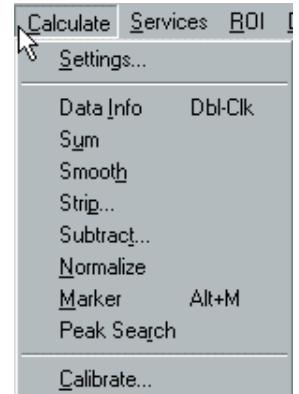 Calculate Services ROI
Settings...
Data Info Dbl-Clk
Sum
Smooth
Strip...
Subtract...
Normalize
Marker Alt+M
Peak Search
Calibrate...